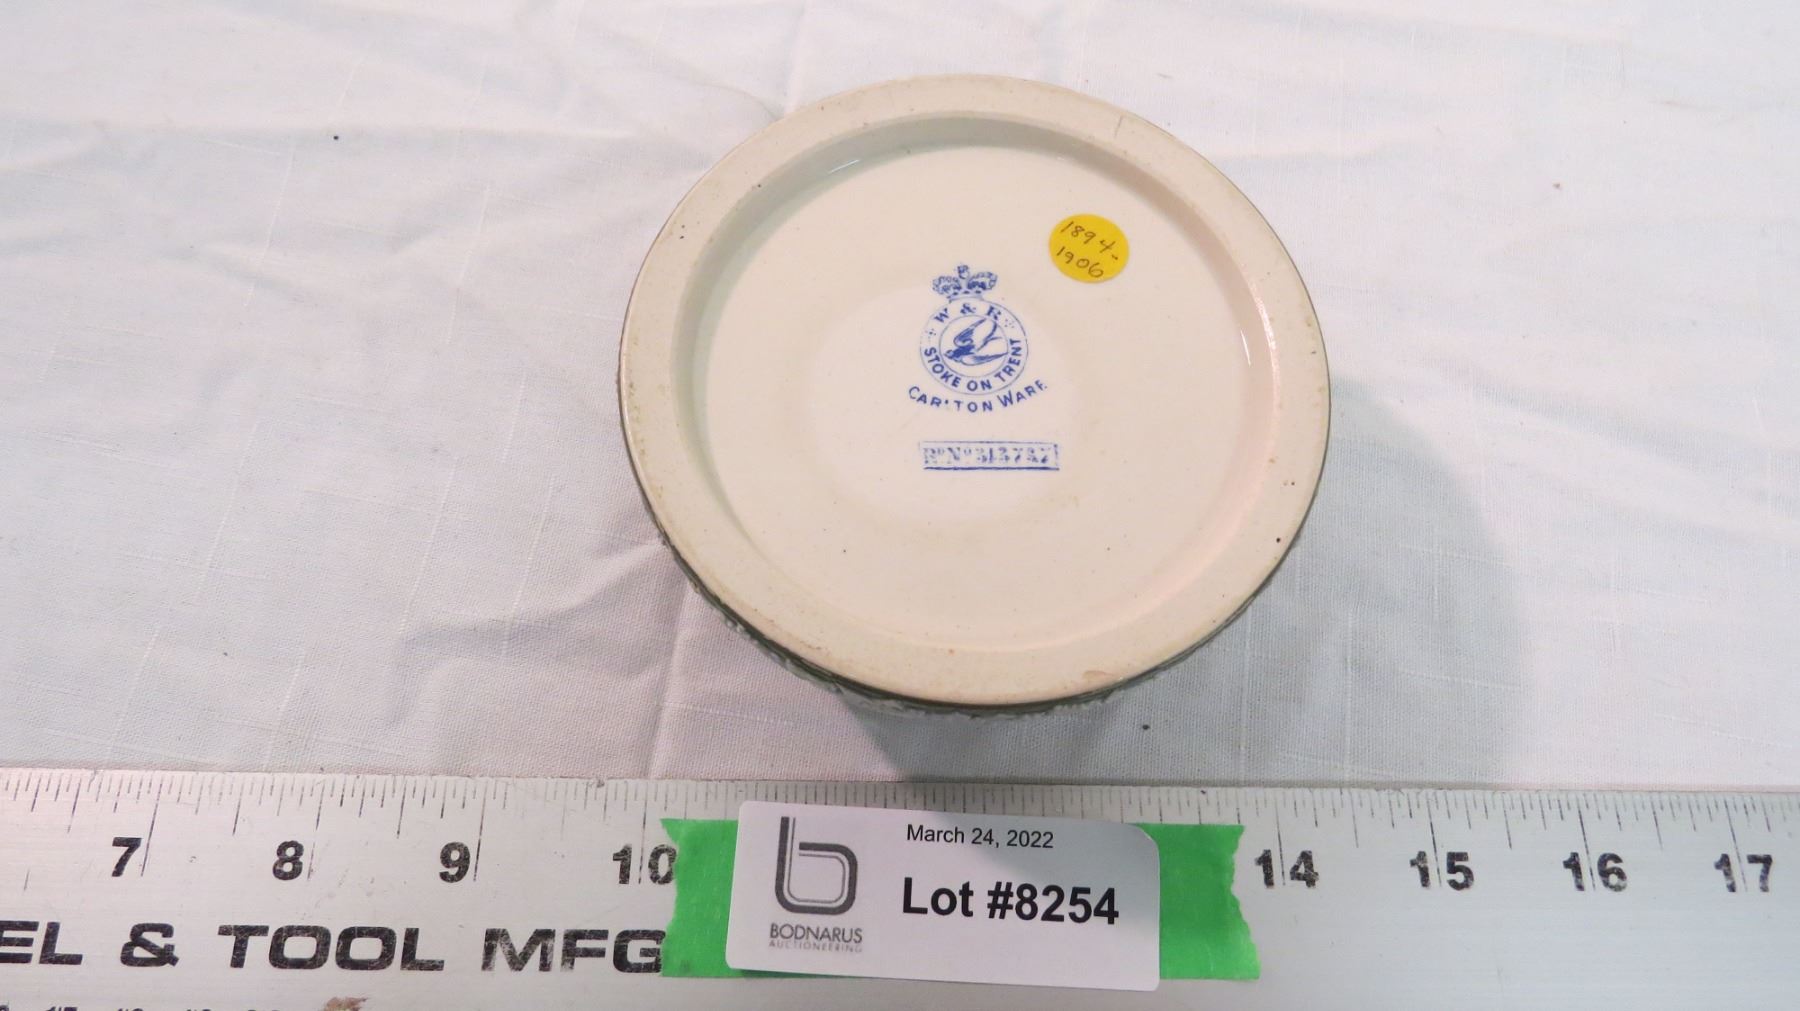 1894-
1906
W & R
STOKE ON TRENT
CARLTON WARE
7 8 9 10 14 15 16 17
March 24, 2022
Lot #8254
BODNARUS
AUCTIONEERING
EL & TOOL MFG